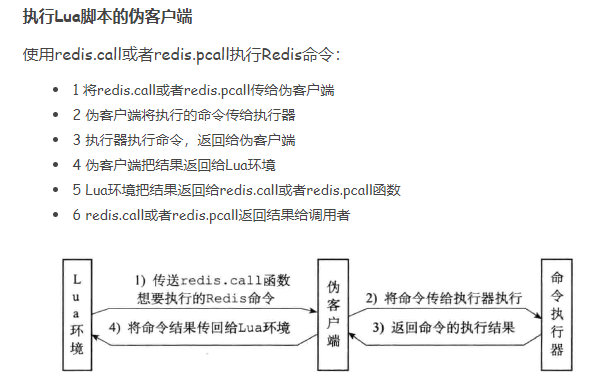 执行Lua脚本的伪客户端
使用redis.call或者redis.pcall执行Redis命令：
1 将redis.call或者redis.pcall传给伪客户端
2 伪客户端将执行的命令传给执行器
3 执行器执行命令，返回给伪客户端
4 伪客户端把结果返回给Lua环境
5 Lua环境把结果返回给redis.call或者redis.pcall函数
6 redis.call或者redis.pcall返回结果给调用者
Lua环境
1) 传送redis.call函数
想要执行的Redis命令
4) 将命令结果传回给Lua环境
伪客户端
2) 将命令传给执行器执行
3) 返回命令的执行结果
命令执行器